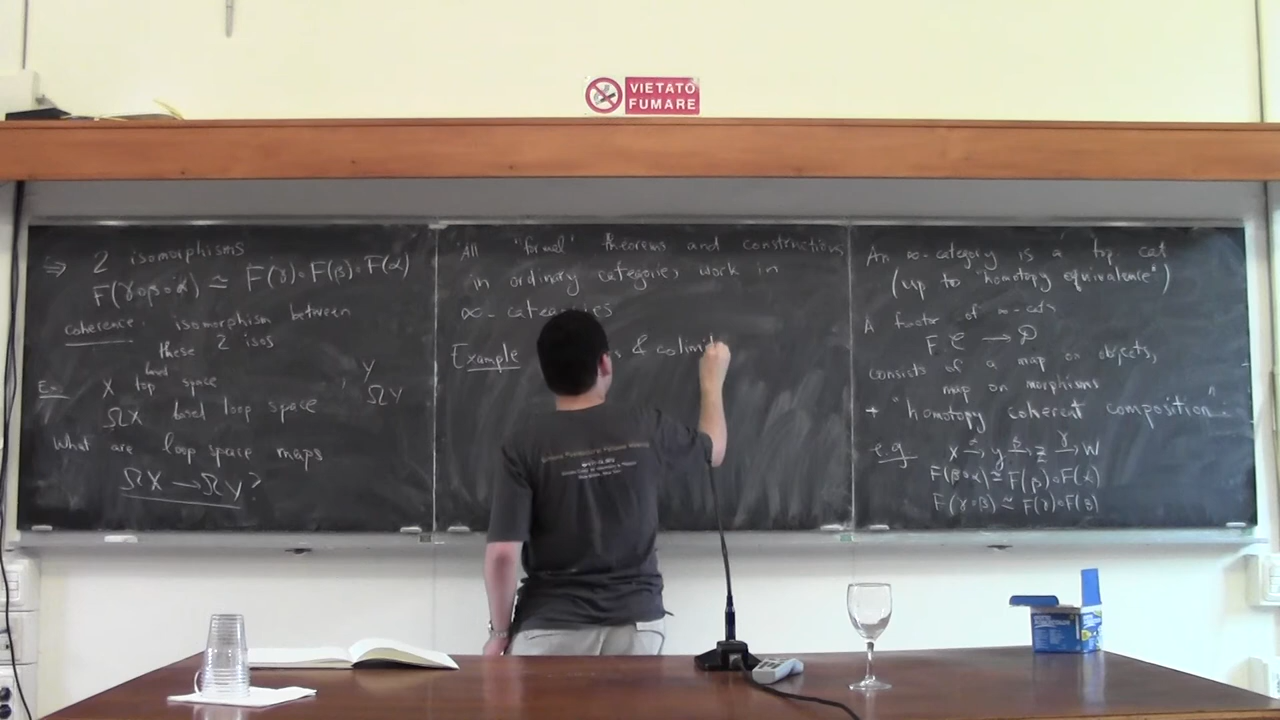 VIETATO
FUMARE
⇒ 2 isomorphisms
F(γ∘β∘α) ≃ F(γ)∘F(β)∘F(α)
coherence: isomorphism between
these 2 isos
Ex: X based top space , Y
ΩX based loop space ΩY
What are loop space maps
ΩX → ΩY?
All "formal" theorems and constructions
in ordinary categories work in
∞-categories
Example & colimit
An ∞-category is a top. cat
(up to "homotopy equivalence")
A functor of ∞-cats
F: C → D
consists of a map on objects,
map on morphisms
+ "homotopy coherent composition".
e.g. X α→ Y β→ Z γ→ W
F(β∘α) ≃ F(β)∘F(α)
F(γ∘β) ≃ F(γ)∘F(β)